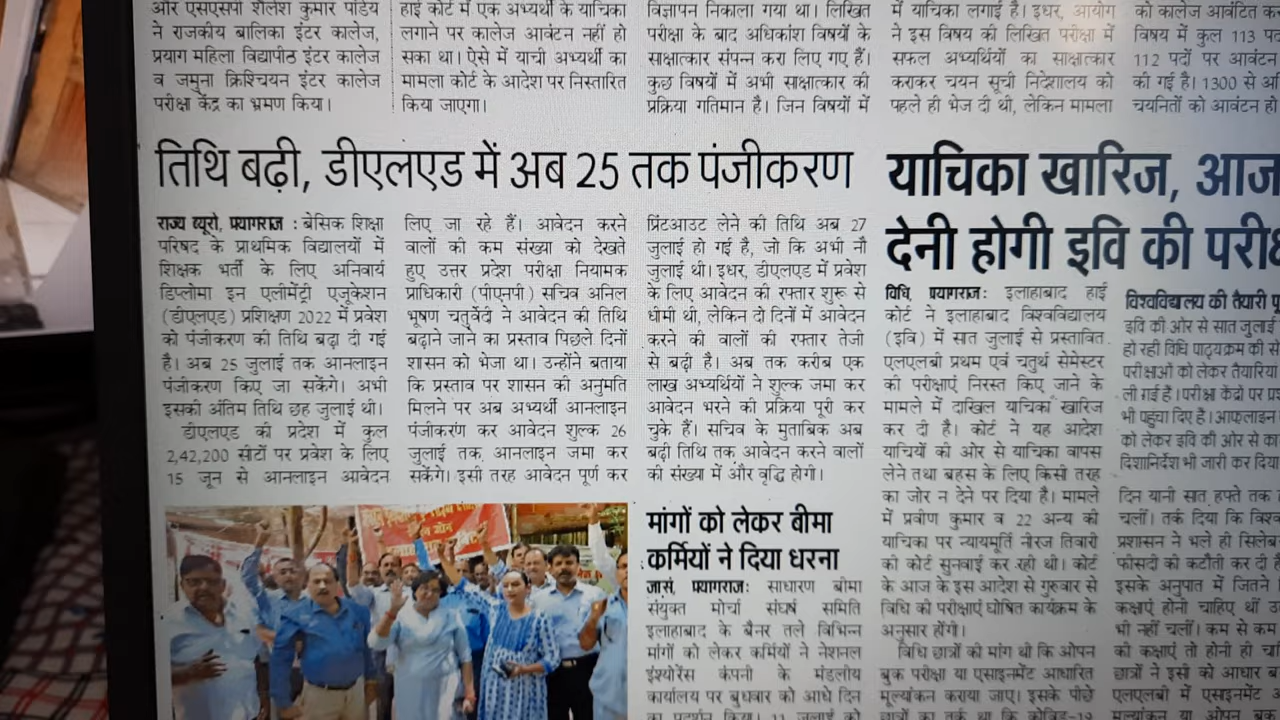 और एसएसपी शैलेश कुमार पांडेय
ने राजकीय बालिका इंटर कालेज,
प्रयाग महिला विद्यापीठ इंटर कालेज
व जमुना क्रिश्चियन इंटर कालेज
परीक्षा केंद्र का भ्रमण किया।
हाई कोर्ट में एक अभ्यर्थी के याचिका
लगाने पर कालेज आवंटन नहीं हो
सका था। ऐसे में याची अभ्यर्थी का
मामला कोर्ट के आदेश पर निस्तारित
किया जाएगा।
विज्ञापन निकाला गया था। लिखित
परीक्षा के बाद अधिकांश विषयों के
साक्षात्कार संपन्न करा लिए गए हैं।
कुछ विषयों में अभी साक्षात्कार की
प्रक्रिया गतिमान है। जिन विषयों में
में याचिका लगाई है। इधर, आयोग
ने इस विषय की लिखित परीक्षा में
सफल अभ्यर्थियों का साक्षात्कार
कराकर चयन सूची निदेशालय को
पहले ही भेज दी थी, लेकिन मामला
को कालेज आवंटित
विषय में कुल 113
112 पदों पर आवंटन
की गई है। 1300 से
चयनितों को आवंटन हो
तिथि बढ़ी, डीएलएड में अब 25 तक पंजीकरण
राज्य ब्यूरो, प्रयागराज : बेसिक शिक्षा
परिषद के प्राथमिक विद्यालयों में
शिक्षक भर्ती के लिए अनिवार्य
डिप्लोमा इन एलीमेंट्री एजूकेशन
(डीएलएड) प्रशिक्षण 2022 में प्रवेश
को पंजीकरण की तिथि बढ़ा दी गई
है। अब 25 जुलाई तक आनलाइन
पंजीकरण किए जा सकेंगे। अभी
इसकी अंतिम तिथि छह जुलाई थी।
डीएलएड की प्रदेश में कुल
2,42,200 सीटों पर प्रवेश के लिए
15 जून से आनलाइन आवेदन
लिए जा रहे हैं। आवेदन करने
वालों की कम संख्या को देखते
हुए उत्तर प्रदेश परीक्षा नियामक
प्राधिकारी (पीएनपी) सचिव अनिल
भूषण चतुर्वेदी ने आवेदन की तिथि
बढ़ाने जाने का प्रस्ताव पिछले दिनों
शासन को भेजा था। उन्होंने बताया
कि प्रस्ताव पर शासन की अनुमति
मिलने पर अब अभ्यर्थी आनलाइन
पंजीकरण कर आवेदन शुल्क 26
जुलाई तक आनलाइन जमा कर
सकेंगे। इसी तरह आवेदन पूर्ण कर
प्रिंटआउट लेने की तिथि अब 27
जुलाई हो गई है, जो कि अभी नौ
जुलाई थी। इधर, डीएलएड में प्रवेश
के लिए आवेदन की रफ्तार शुरू से
धीमी थी, लेकिन दो दिनों में आवेदन
करने की वालों की रफ्तार तेजी
से बढ़ी है। अब तक करीब एक
लाख अभ्यर्थियों ने शुल्क जमा कर
आवेदन भरने की प्रक्रिया पूरी कर
चुके हैं। सचिव के मुताबिक अब
बढ़ी तिथि तक आवेदन करने वालों
की संख्या में और वृद्धि होगी।
मांगों को लेकर बीमा
कर्मियों ने दिया धरना
जासं, प्रयागराज: साधारण बीमा
संयुक्त मोर्चा संघर्ष समिति
इलाहाबाद के बैनर तले विभिन्न
मांगों को लेकर कर्मियों ने नेशनल
इंश्योरेंस कंपनी के मंडलीय
कार्यालय पर बुधवार को आधे दिन
का प्रदर्शन किया। 11 जुलाई को
याचिका खारिज, आज
देनी होगी इवि की
विधि, प्रयागराज: इलाहाबाद हाई
कोर्ट ने इलाहाबाद विश्वविद्यालय
(इवि) में सात जुलाई से प्रस्तावित
एलएलबी प्रथम एवं चतुर्थ सेमेस्टर
की परीक्षाएं निरस्त किए जाने के
मामले में दाखिल याचिका खारिज
कर दी है। कोर्ट ने यह आदेश
याचियों की ओर से याचिका वापस
लेने तथा बहस के लिए किसी तरह
का जोर न देने पर दिया है। मामले
में प्रवीण कुमार व 22 अन्य की
याचिका पर न्यायमूर्ति नीरज तिवारी
को कोर्ट सुनवाई कर रही थी। कोर्ट
के आज के इस आदेश से गुरुवार से
विधि की परीक्षाएं घोषित कार्यक्रम के
अनुसार होंगी।
विधि छात्रों की मांग थी कि ओपन
बुक परीक्षा या एसाइनमेंट आधारित
मूल्यांकन कराया जाए। इसके पीछे
छात्रों का तर्क था कि कोविड-19
विश्वविद्यालय की तैयारी
इवि की ओर से सात जुलाई
हो रही विधि पाठ्यक्रम की
परीक्षाओं को लेकर तैयारियां
ली गई है। परीक्षा केंद्रों पर
भी पहुंचा दिए है। आफलाइन
को लेकर इवि की ओर से
दिशानिर्देश भी जारी कर दिया
दिन यानी सात हफ्ते तक
चलीं। तर्क दिया कि
प्रशासन ने भले ही
फीसदी की कटौती कर दी
इसके अनुपात में जितने
कक्षाएं होनी चाहिए थीं
भी नहीं चलीं। कम से कम
की कक्षाएं तो होनी ही
छात्रों ने इसी को आधार
एलएलबी में एसाइनमेंट
मूल्यांकन या ओपन बुक